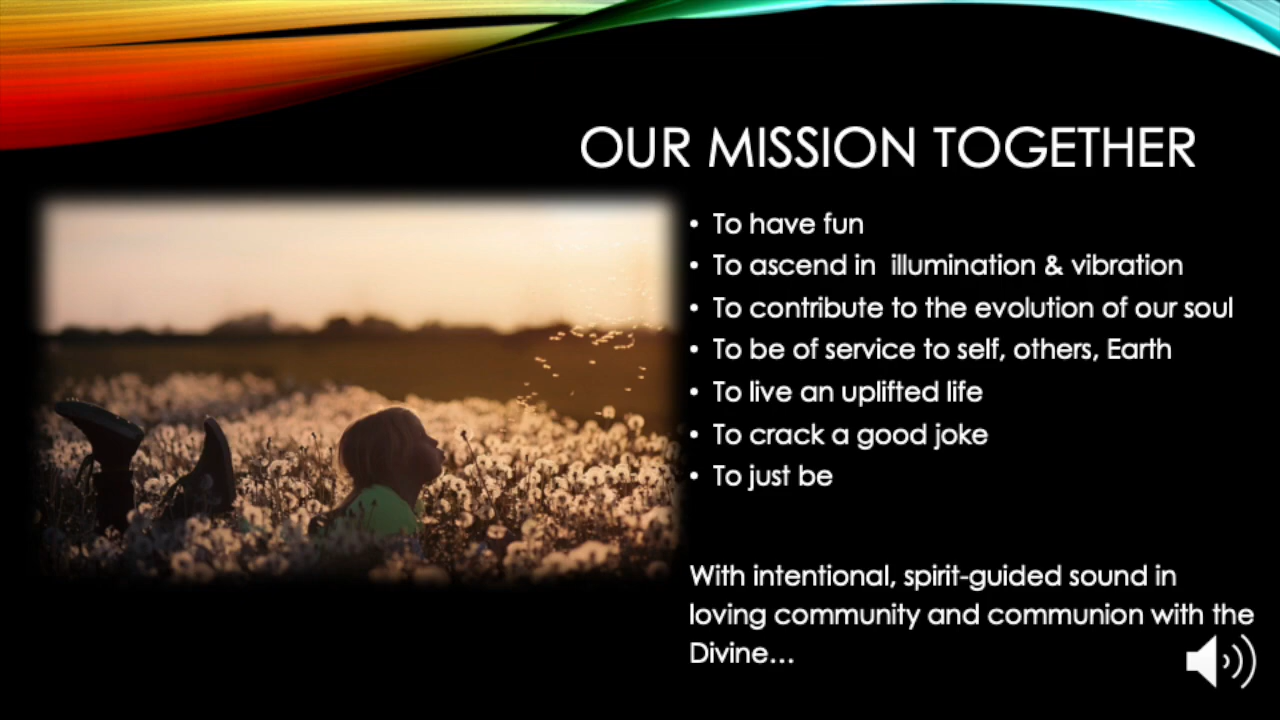 OUR MISSION TOGETHER
• To have fun
• To ascend in  illumination & vibration
• To contribute to the evolution of our soul
• To be of service to self, others, Earth
• To live an uplifted life
• To crack a good joke
• To just be
With intentional, spirit-guided sound in
loving community and communion with the
Divine...